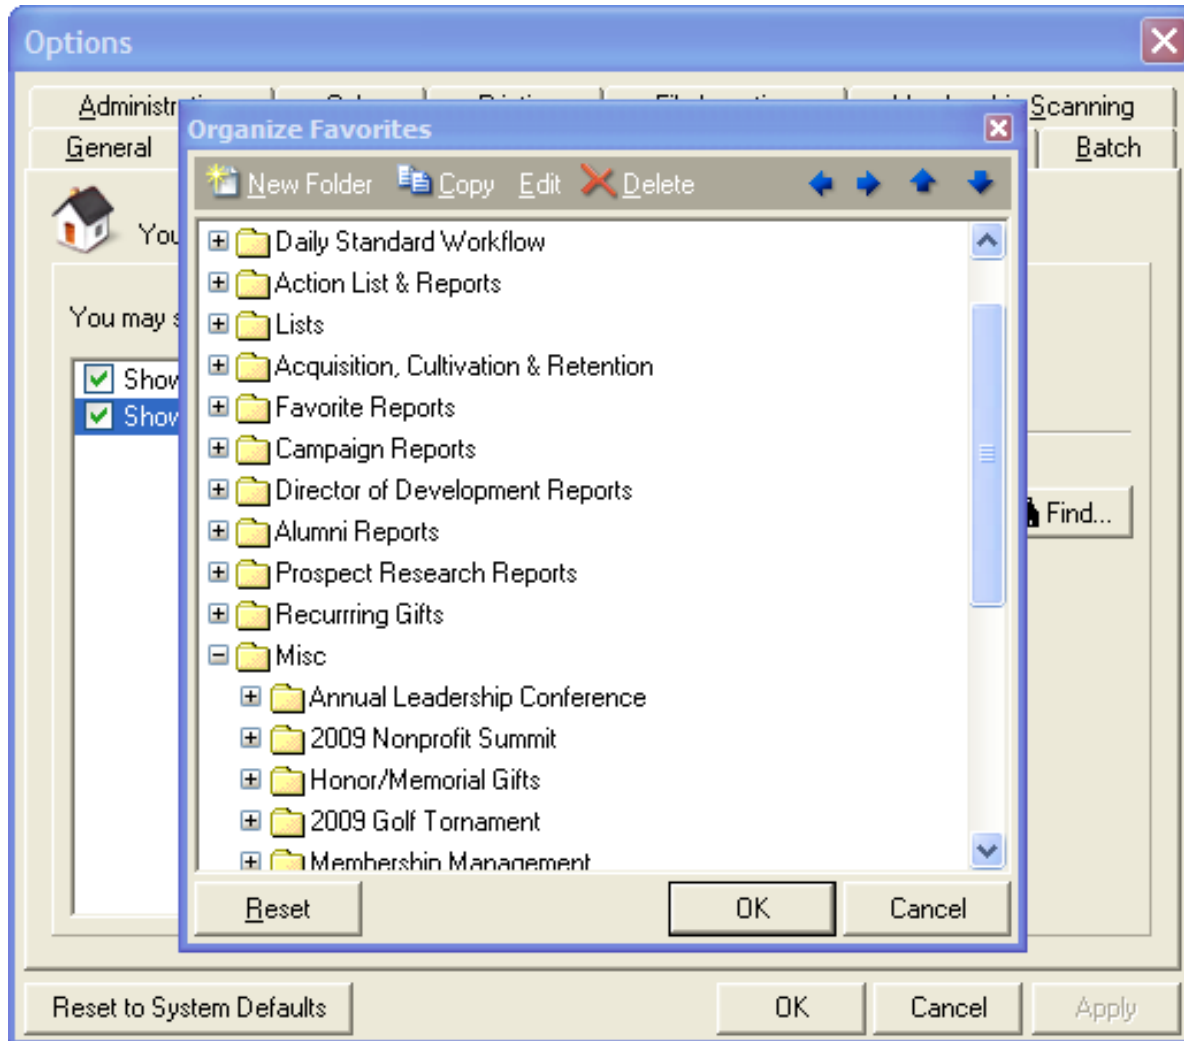 Options
Administr
Scanning
General
Batch
Organize Favorites
New Folder Copy Edit Delete
You
You may s
Show
Show
Find...
Daily Standard Workflow
Action List & Reports
Lists
Acquisition, Cultivation & Retention
Favorite Reports
Campaign Reports
Director of Development Reports
Alumni Reports
Prospect Research Reports
Recurrring Gifts
Misc
Annual Leadership Conference
2009 Nonprofit Summit
Honor/Memorial Gifts
2009 Golf Tornament
Membership Management
Reset OK Cancel
Reset to System Defaults OK Cancel Apply